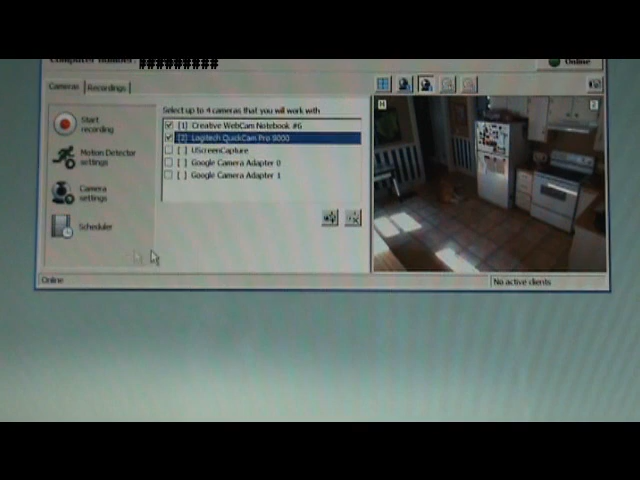 Computer number: #########
Online
Cameras Recordings
Select up to 4 cameras that you will work with
Start recording
Motion Detector settings
Camera settings
Scheduler
[1] Creative WebCam Notebook #6
[2] Logitech QuickCam Pro 9000
[ ] UScreenCapture
[ ] Google Camera Adapter 0
[ ] Google Camera Adapter 1
2
Online
No active clients